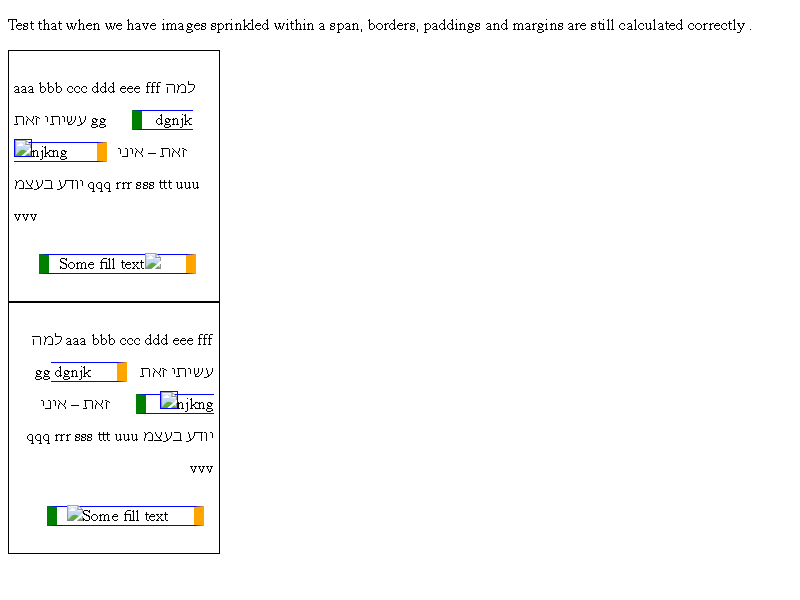 Test that when we have images sprinkled within a span, borders, paddings and margins are still calculated correctly .
aaa bbb ccc ddd eee fff למה
עשיתי זאת gg dgnjk
njkng זאת – איני
יודע בעצמ qqq rrr sss ttt uuu
vvv
Some fill text
aaa bbb ccc ddd eee fff למה
עשיתי זאת gg dgnjk
njkng זאת – איני
יודע בעצמ qqq rrr sss ttt uuu
vvv
Some fill text